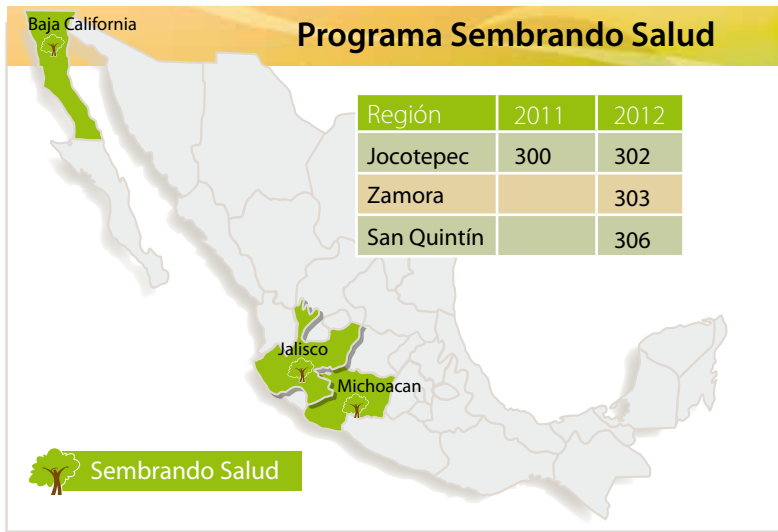 Baja California
Programa Sembrando Salud
Región 2011 2012
Jocotepec 300 302
Zamora 303
San Quintín 306
Jalisco
Michoacan
Sembrando Salud